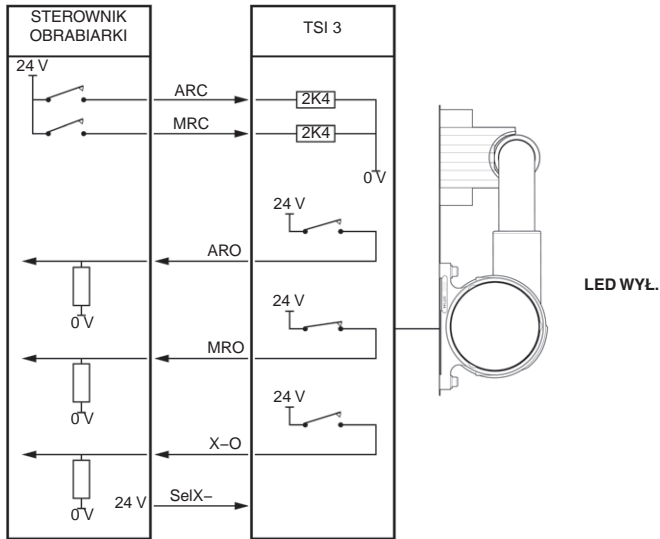 STEROWNIK
OBRABIARKI
TSI 3
24 V
ARC
2K4
MRC
2K4
0 V
24 V
ARO
0 V
24 V
LED WYŁ.
MRO
0 V
24 V
X–O
24 V
SelX–
0 V